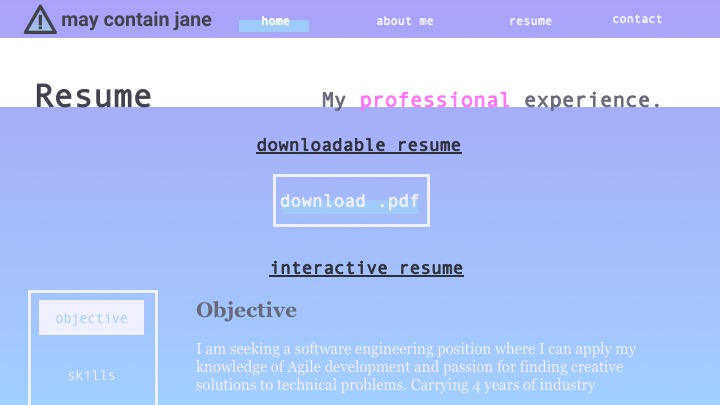 may contain jane
home
about me
resume
contact
Resume
My professional experience.
downloadable resume
download .pdf
interactive resume
objective
skills
Objective
I am seeking a software engineering position where I can apply my
knowledge of Agile development and passion for finding creative
solutions to technical problems. Carrying 4 years of industry